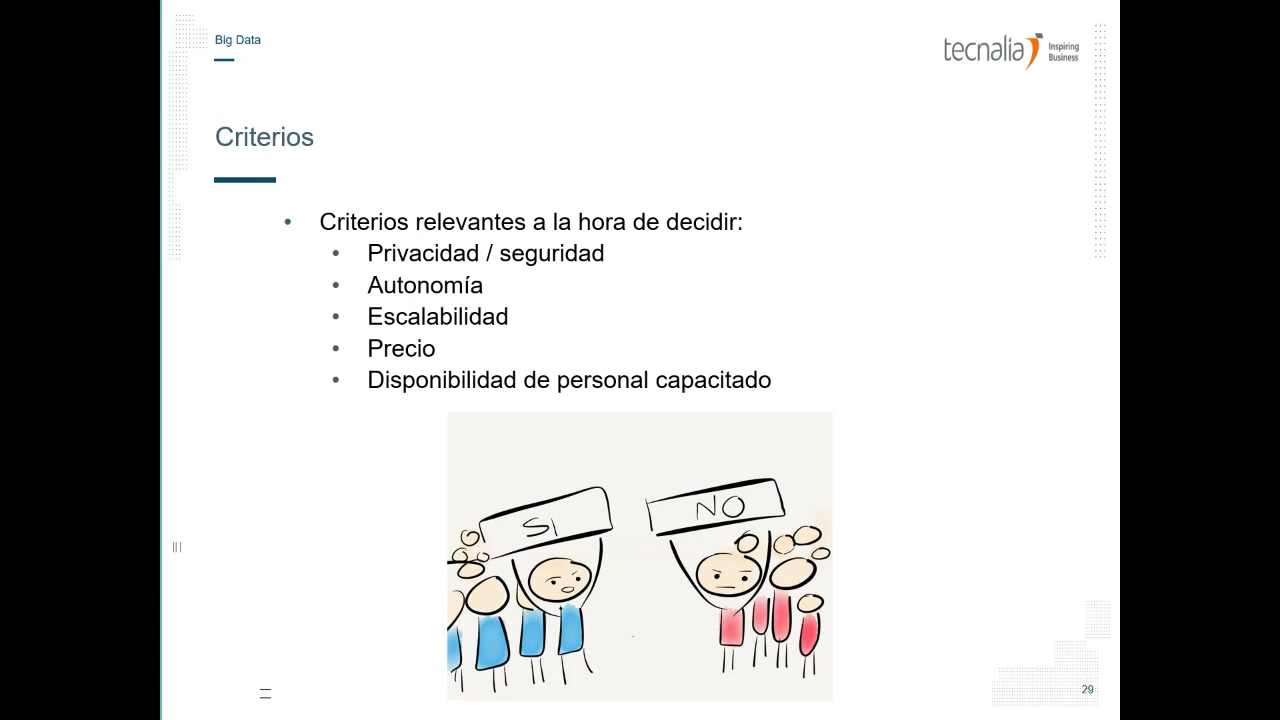 Big Data
tecnalia Inspiring
Business
Criterios
• Criterios relevantes a la hora de decidir:
• Privacidad / seguridad
• Autonomía
• Escalabilidad
• Precio
• Disponibilidad de personal capacitado
SI
NO
29